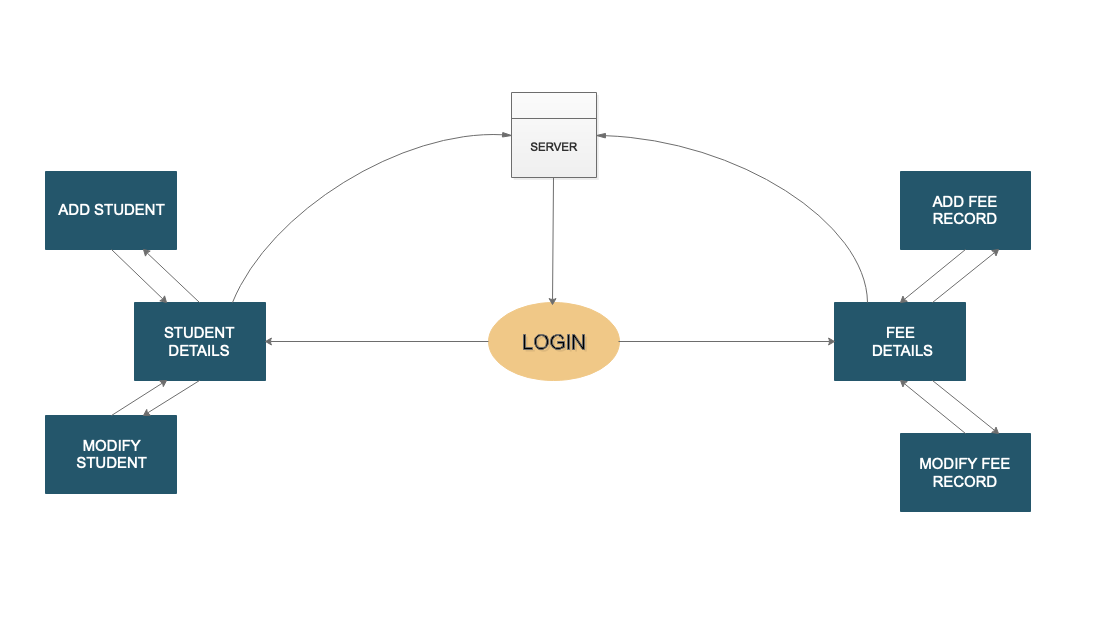 SERVER
ADD STUDENT
ADD FEE
RECORD
STUDENT
DETAILS
LOGIN
FEE
DETAILS
MODIFY
STUDENT
MODIFY FEE
RECORD